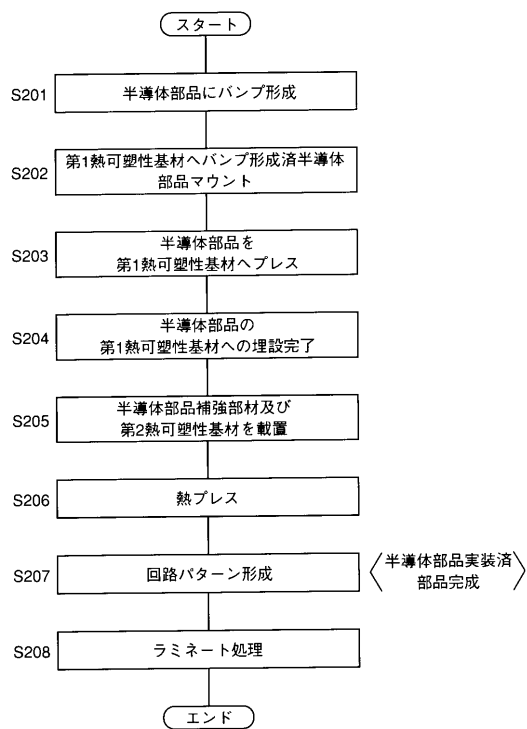 スタート
S201
半導体部品にバンプ形成
S202
第1熱可塑性基材へバンプ形成済半導体
部品マウント
S203
半導体部品を
第1熱可塑性基材へプレス
S204
半導体部品の
第1熱可塑性基材への埋設完了
S205
半導体部品補強部材及び
第2熱可塑性基材を載置
S206
熱プレス
S207
回路パターン形成
半導体部品実装済
部品完成
S208
ラミネート処理
エンド